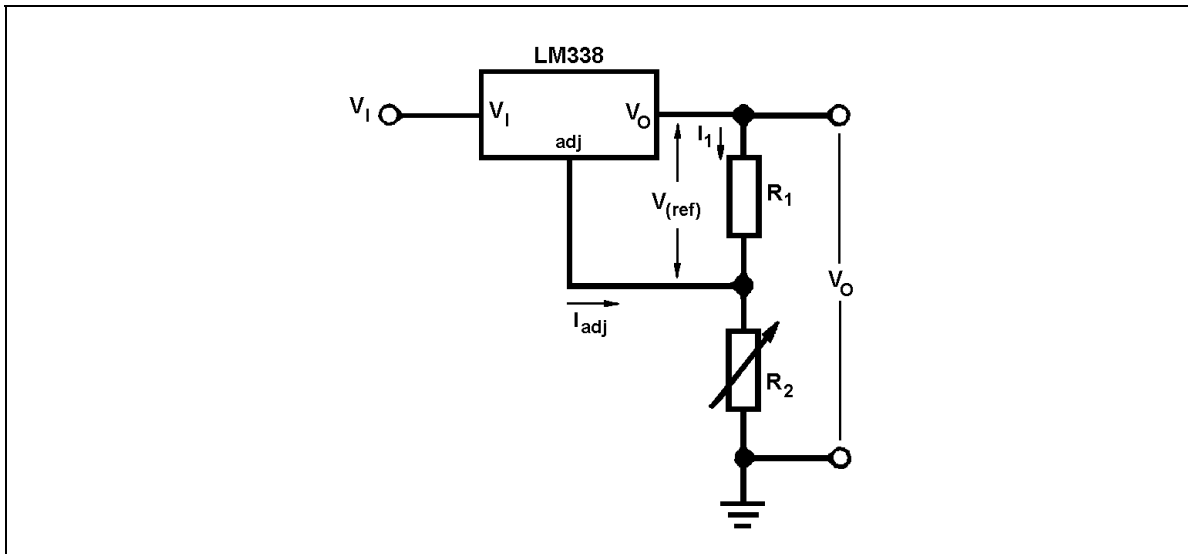 LM338
V_I
V_I
V_O
adj
I_1
R_1
V_(ref)
V_O
I_adj
R_2